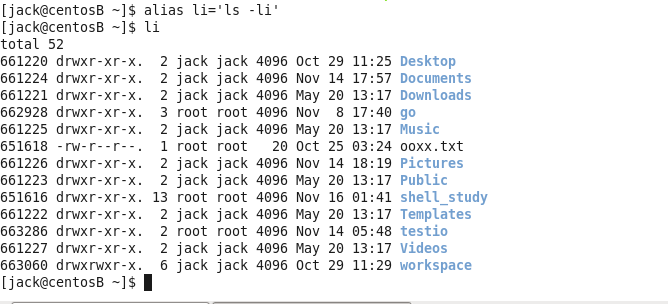 [jack@centosB ~]$ alias li='ls -li'
[jack@centosB ~]$ li
total 52
661220 drwxr-xr-x.  2 jack jack 4096 Oct 29 11:25 Desktop
661224 drwxr-xr-x.  2 jack jack 4096 Nov 14 17:57 Documents
661221 drwxr-xr-x.  2 jack jack 4096 May 20 13:17 Downloads
662928 drwxr-xr-x.  3 root root 4096 Nov  8 17:40 go
661225 drwxr-xr-x.  2 jack jack 4096 May 20 13:17 Music
651618 -rw-r--r--.  1 root root   20 Oct 25 03:24 ooxx.txt
661226 drwxr-xr-x.  2 jack jack 4096 Nov 14 18:19 Pictures
661223 drwxr-xr-x.  2 jack jack 4096 May 20 13:17 Public
651616 drwxr-xr-x. 13 root root 4096 Nov 16 01:41 shell_study
661222 drwxr-xr-x.  2 jack jack 4096 May 20 13:17 Templates
663286 drwxr-xr-x.  2 root root 4096 Nov 14 05:48 testio
661227 drwxr-xr-x.  2 jack jack 4096 May 20 13:17 Videos
663060 drwxrwxr-x.  6 jack jack 4096 Oct 29 11:29 workspace
[jack@centosB ~]$